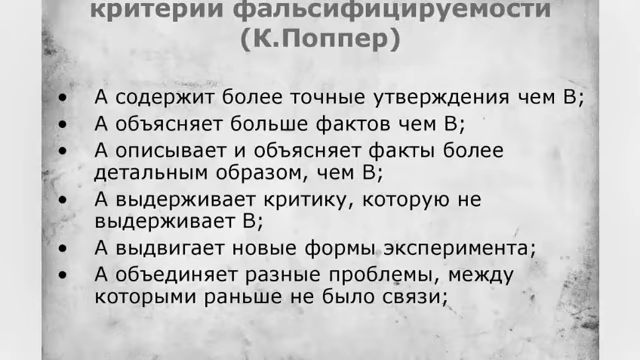 критерии фальсифицируемости
(К.Поппер)
• А содержит более точные утверждения чем В;
• А объясняет больше фактов чем В;
• А описывает и объясняет факты более
детальным образом, чем В;
• А выдерживает критику, которую не
выдерживает В;
• А выдвигает новые формы эксперимента;
• А объединяет разные проблемы, между
которыми раньше не было связи;